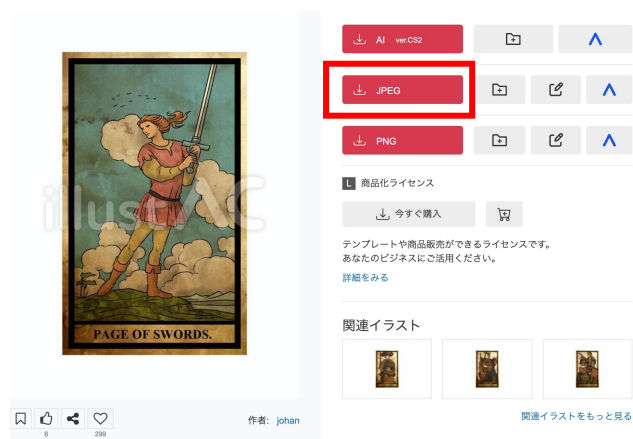 illustAC
PAGE OF SWORDS.
6
299
作者: johan
AI ver.CS2
JPEG
PNG
L 商品化ライセンス
今すぐ購入
テンプレートや商品販売ができるライセンスです。
あなたのビジネスにご活用ください。
詳細をみる
関連イラスト
関連イラストをもっと見る